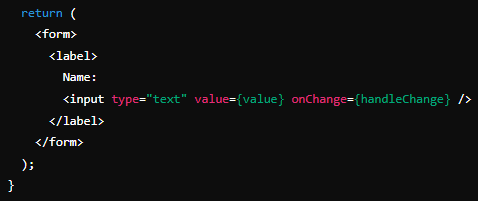 return (
    <form>
      <label>
        Name:
        <input type="text" value={value} onChange={handleChange} />
      </label>
    </form>
  );
}